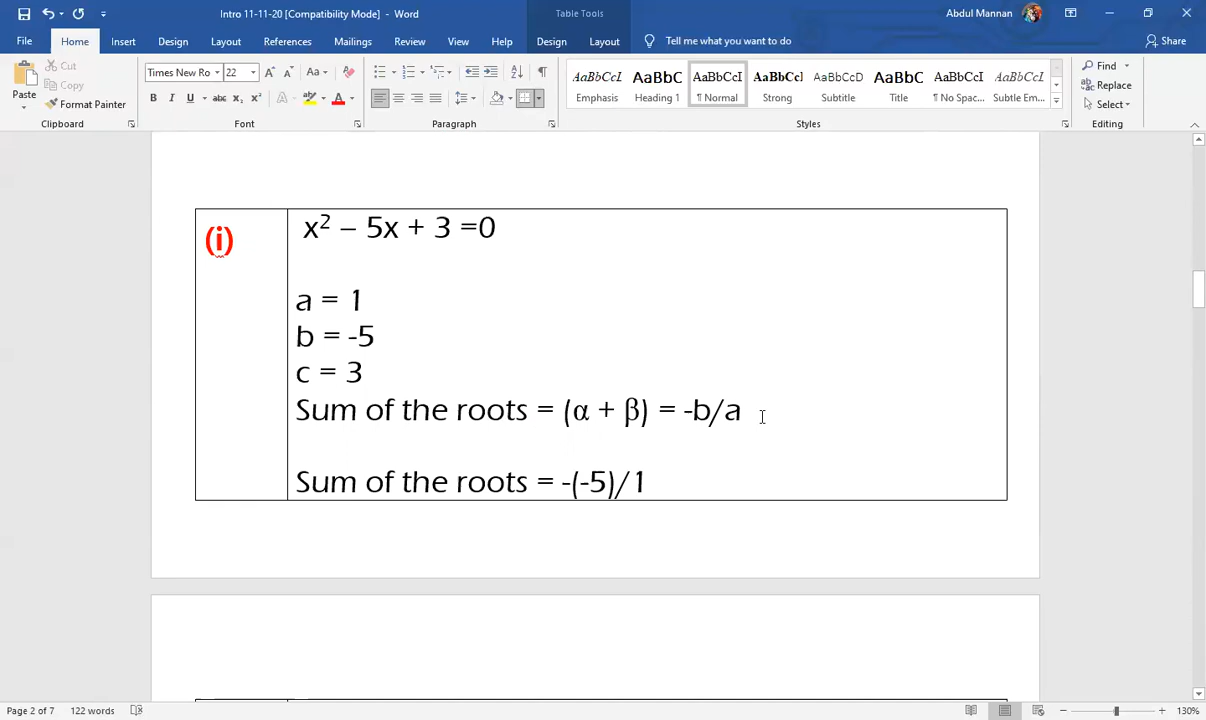 Intro 11-11-20 [Compatibility Mode] - Word
Table Tools
Abdul Mannan
File Home Insert Design Layout References Mailings Review View Help Design Layout Tell me what you want to do Share
Paste
Cut
Copy
Format Painter
Clipboard
Times New Ro 22
Font
Paragraph
AaBbCcI Emphasis
AaBbC Heading 1
AaBbCcI ¶ Normal
AaBbCcI Strong
AaBbCcD Subtitle
AaBbC Title
AaBbCcI ¶ No Spac...
AaBbCcI Subtle Em...
Styles
Find
Replace
Select
Editing
(i)
x² – 5x + 3 =0
a = 1
b = -5
c = 3
Sum of the roots = (α + β) = -b/a
Sum of the roots = -(-5)/1
Page 2 of 7 122 words 130%